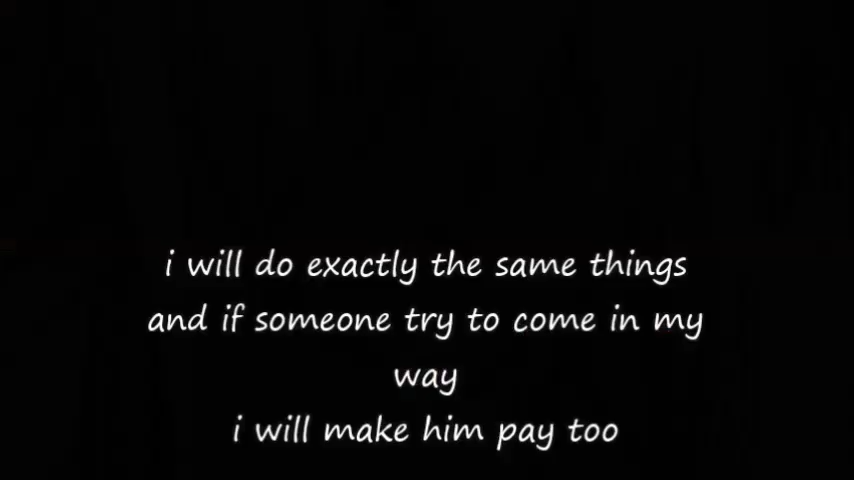 i will do exactly the same things
and if someone try to come in my
way
i will make him pay too